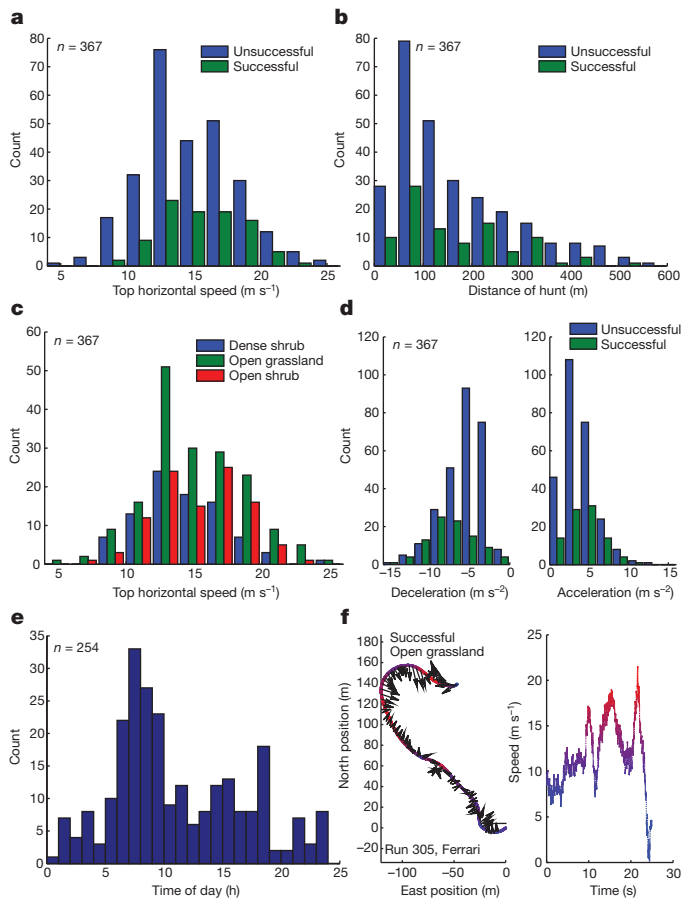 a
n = 367
Unsuccessful
Successful
Count
80
70
60
50
40
30
20
10
0
5 10 15 20 25
Top horizontal speed (m s⁻¹)
b
n = 367
Unsuccessful
Successful
Count
80
70
60
50
40
30
20
10
0
0 100 200 300 400 500 600
Distance of hunt (m)
c
n = 367
Dense shrub
Open grassland
Open shrub
Count
60
50
40
30
20
10
0
5 10 15 20 25
Top horizontal speed (m s⁻¹)
d
n = 367
Count
120
100
80
60
40
20
0
−15 −10 −5 0
Deceleration (m s⁻²)
Unsuccessful
Successful
120
100
80
60
40
20
0
0 5 10 15
Acceleration (m s⁻²)
e
n = 254
Count
35
30
25
20
15
10
5
0
0 5 10 15 20 25
Time of day (h)
f
Successful
Open grassland
North position (m)
180
160
140
120
100
80
60
40
20
0
−20
Run 305, Ferrari
−100 −50 0
East position (m)
Speed (m s⁻¹)
25
20
15
10
5
0
0 10 20 30
Time (s)